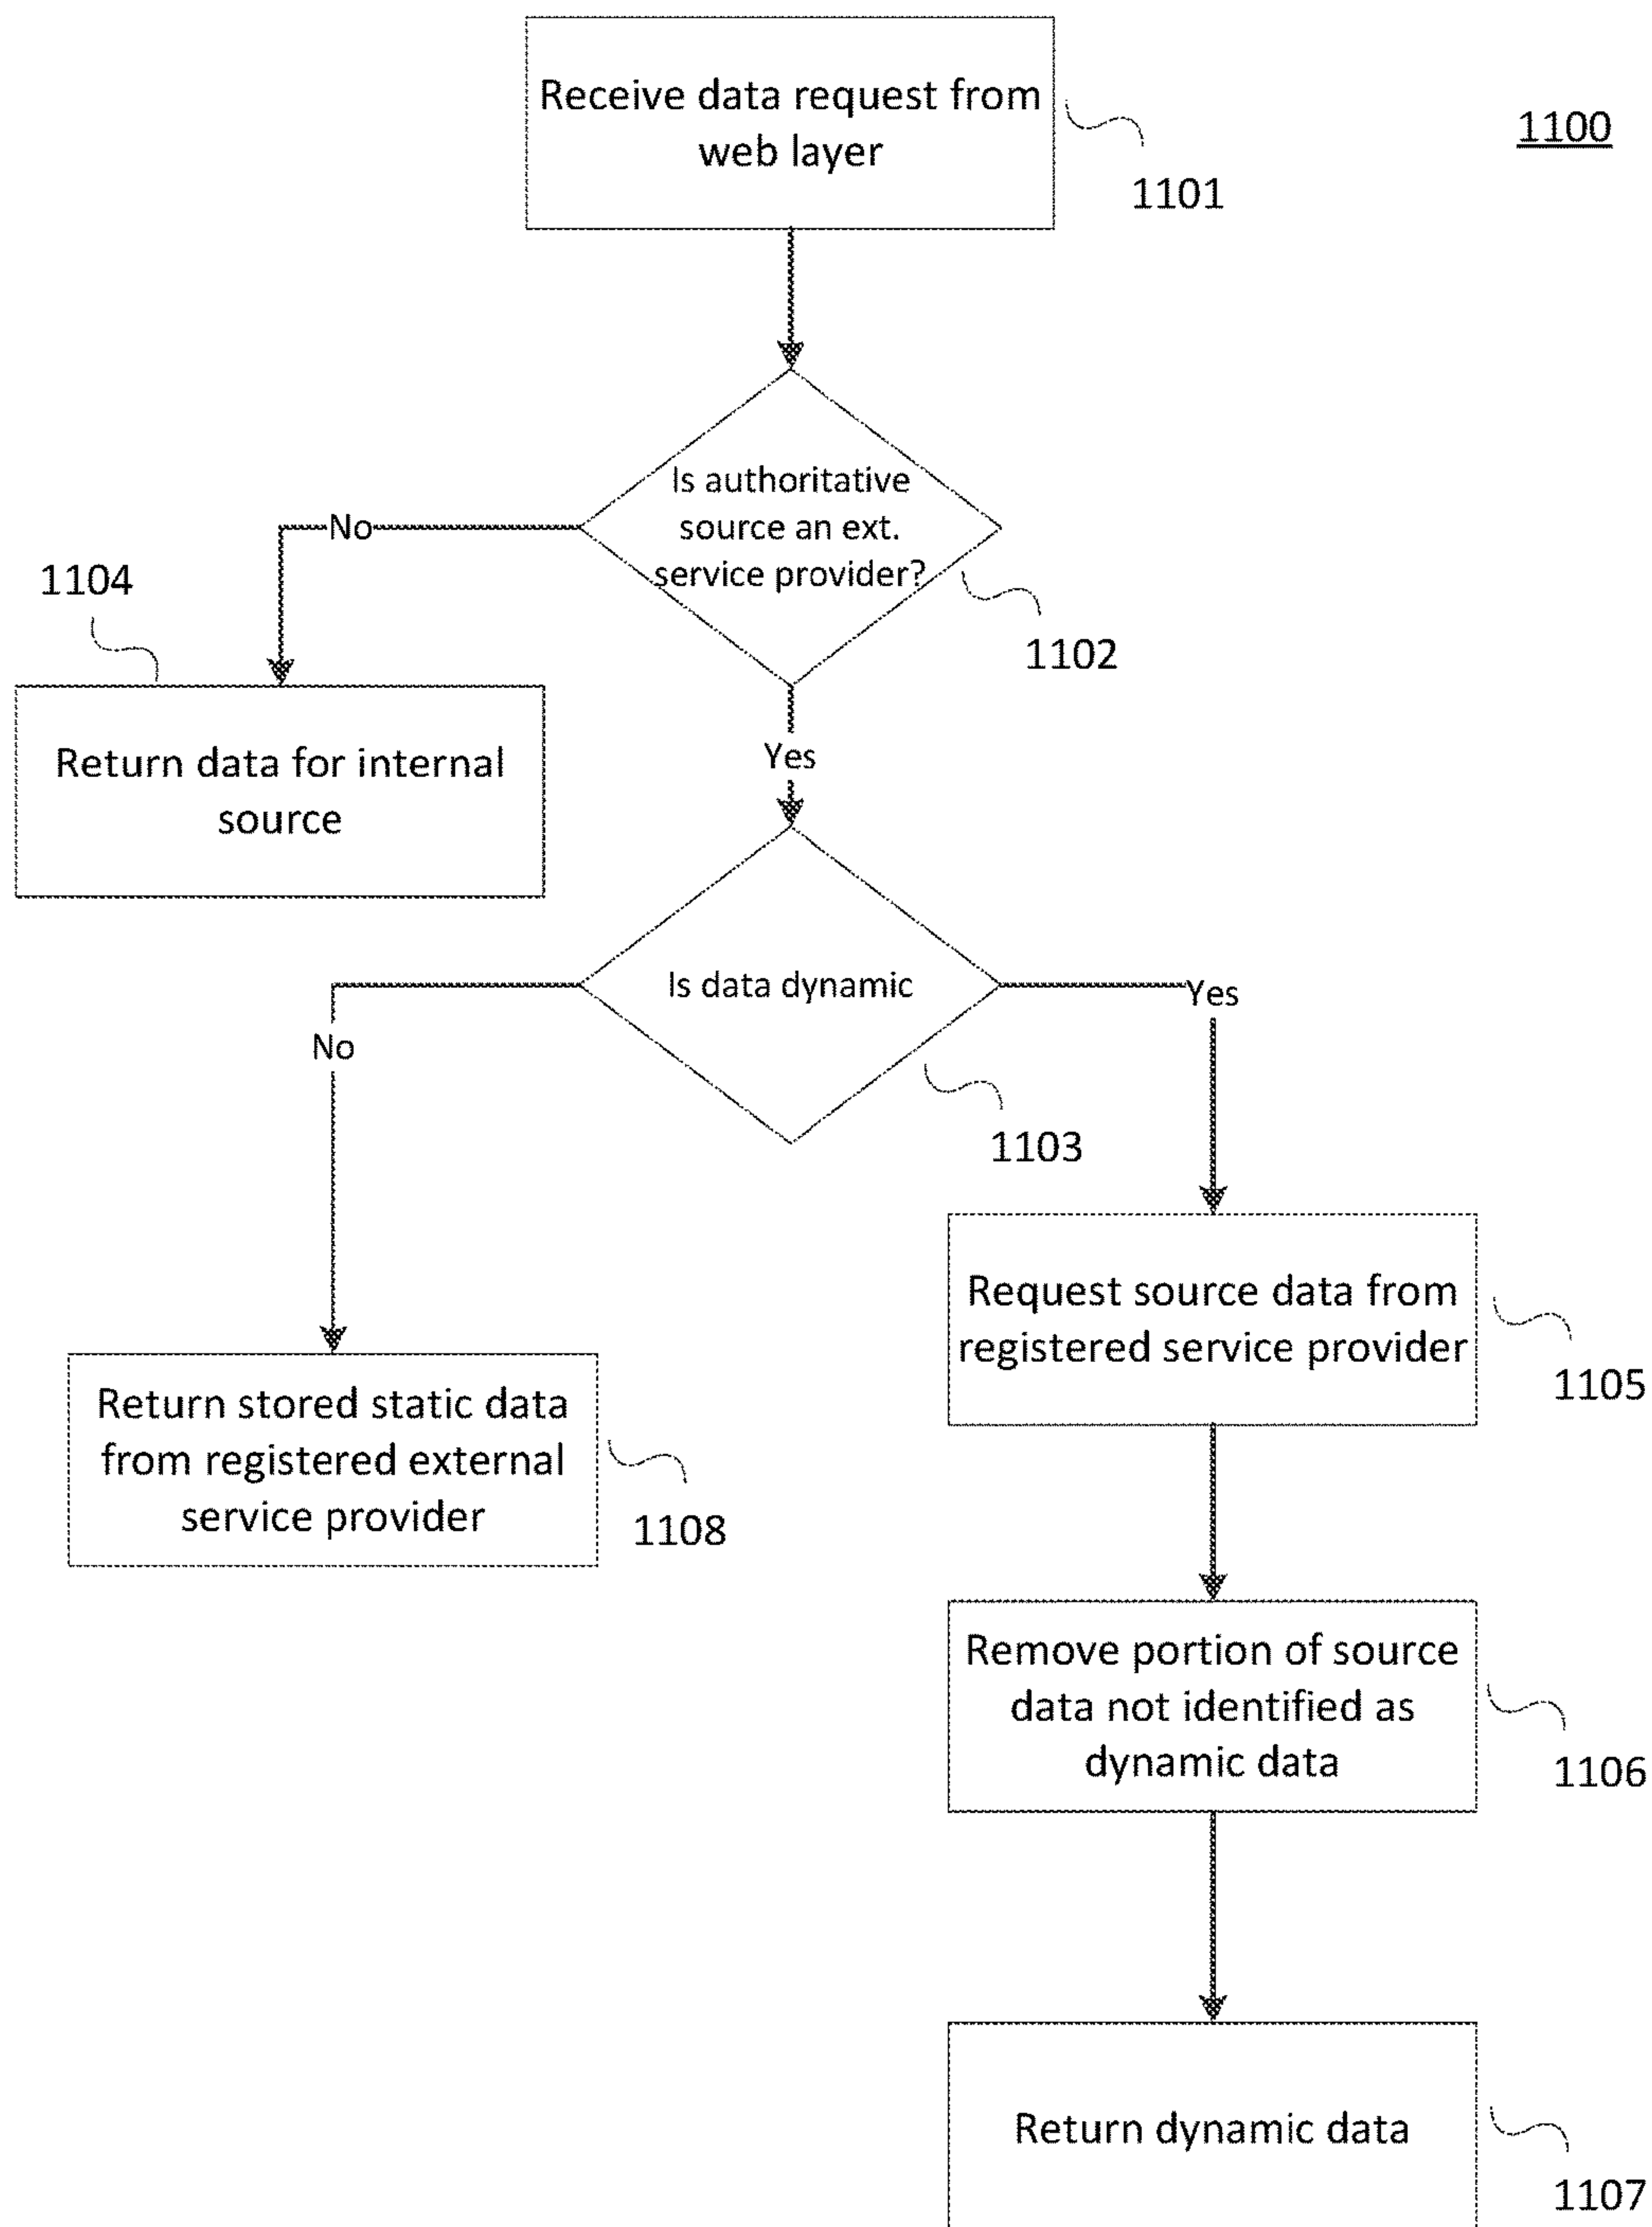 Receive data request from
web layer
1100
1101
Is authoritative
source an ext.
service provider?
No
1104
1102
Return data for internal
source
Yes
Is data dynamic
Yes
No
1103
Request source data from
registered service provider
1105
Return stored static data
from registered external
service provider
1108
Remove portion of source
data not identified as
dynamic data
1106
Return dynamic data
1107